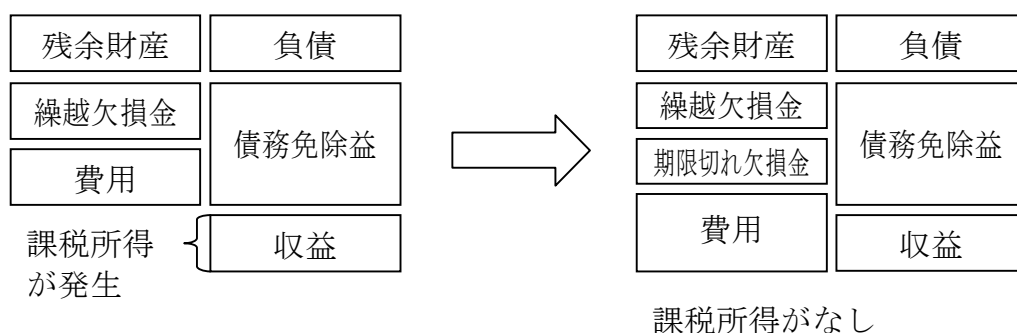 残余財産
負債
繰越欠損金
債務免除益
費用
課税所得
が発生
収益
残余財産
負債
繰越欠損金
期限切れ欠損金
債務免除益
費用
収益
課税所得がなし